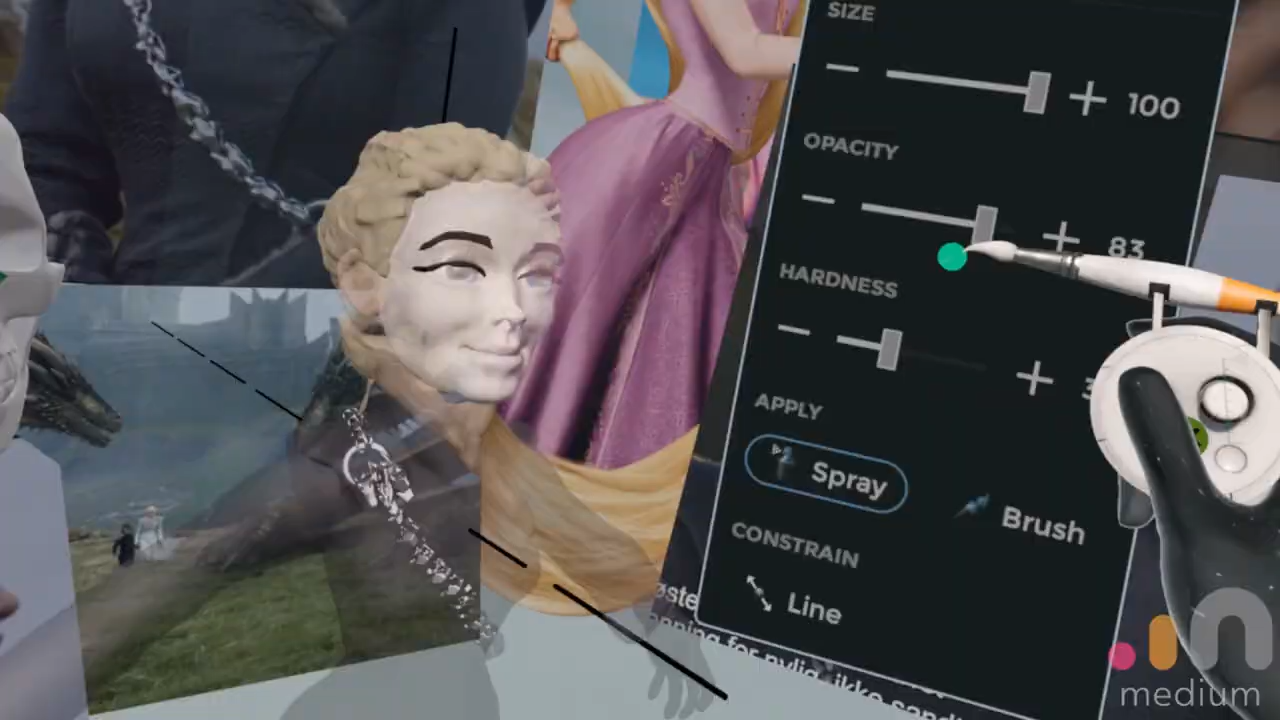 SIZE
100
OPACITY
83
HARDNESS
APPLY
Spray
Brush
CONSTRAIN
Line
medium